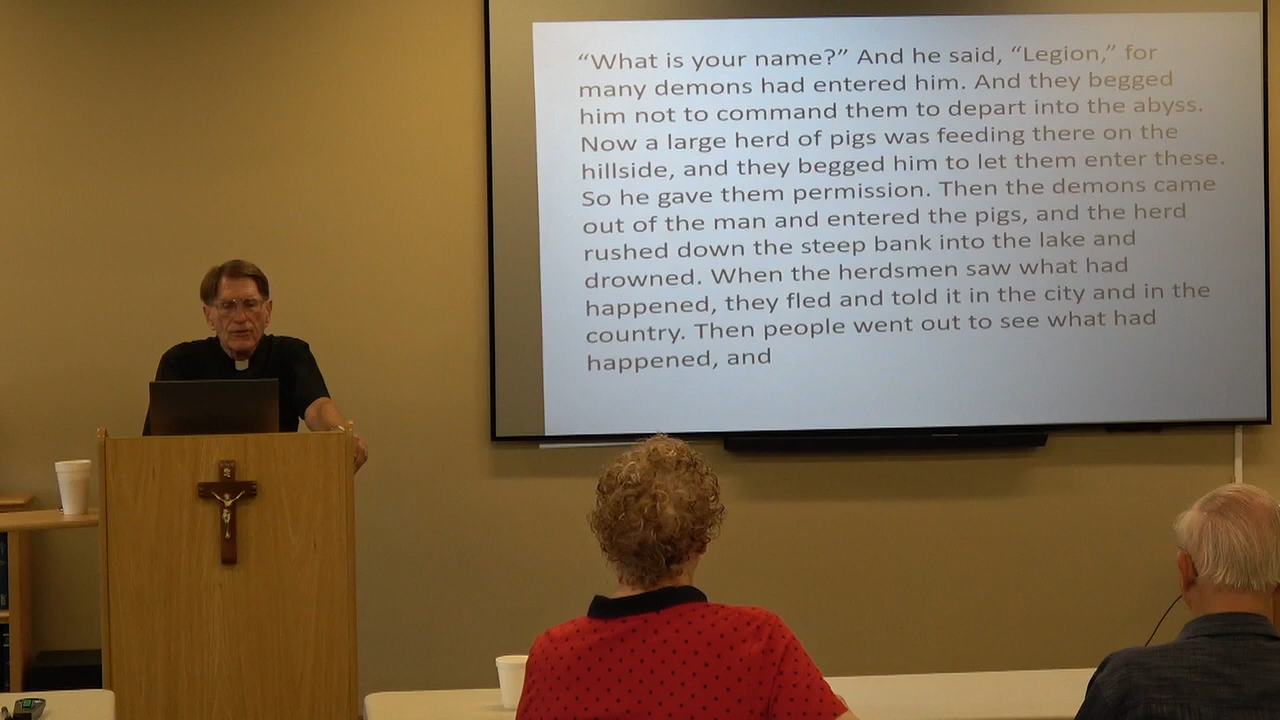 “What is your name?” And he said, “Legion,” for
many demons had entered him. And they begged
him not to command them to depart into the abyss.
Now a large herd of pigs was feeding there on the
hillside, and they begged him to let them enter these.
So he gave them permission. Then the demons came
out of the man and entered the pigs, and the herd
rushed down the steep bank into the lake and
drowned. When the herdsmen saw what had
happened, they fled and told it in the city and in the
country. Then people went out to see what had
happened, and